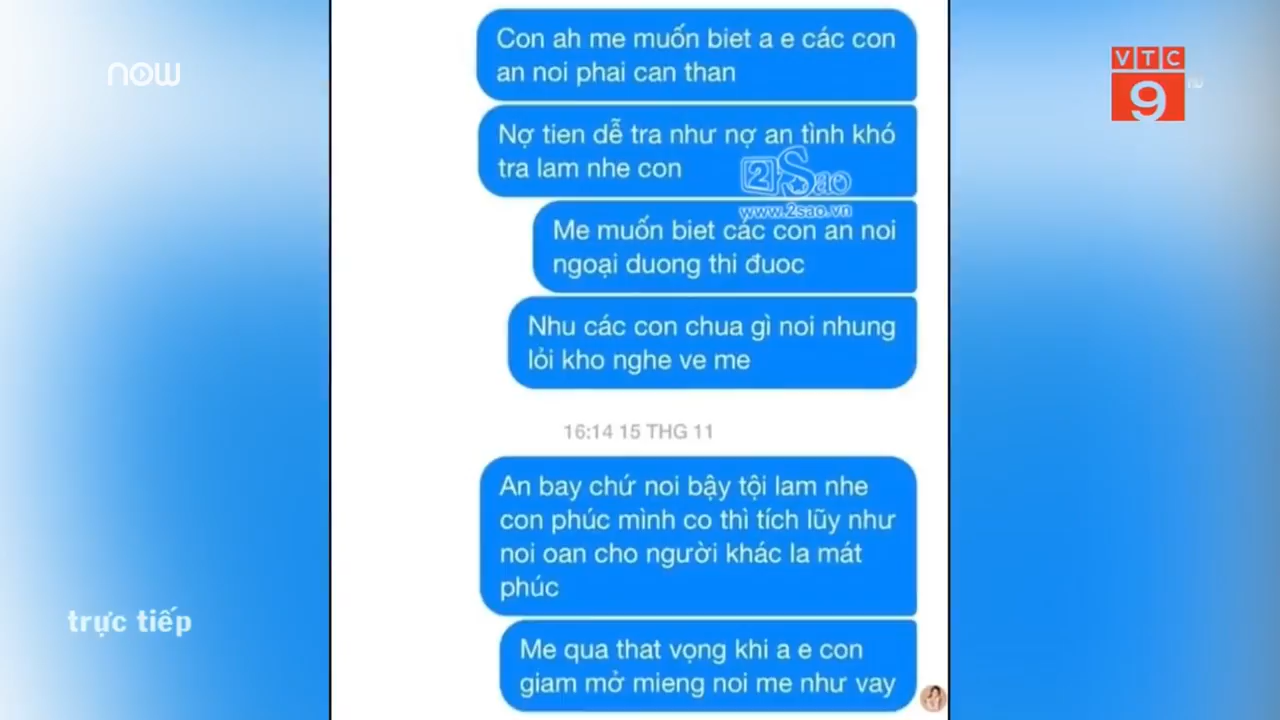 now
VTC
9
Con ah me muốn biet a e các con
an noi phai can than
Nợ tien dễ tra như nợ an tình khó
tra lam nhe con
2Sao
www.2sao.vn
Me muốn biet các con an noi
ngoại duong thi đuoc
Nhu các con chua gì noi nhung
lỏi kho nghe ve me
16:14 15 THG 11
An bay chứ noi bậy tội lam nhe
con phúc mình co thì tích lũy như
noi oan cho người khác la mát
phúc
trực tiếp
Me qua that vọng khi a e con
giam mở mieng noi me như vay